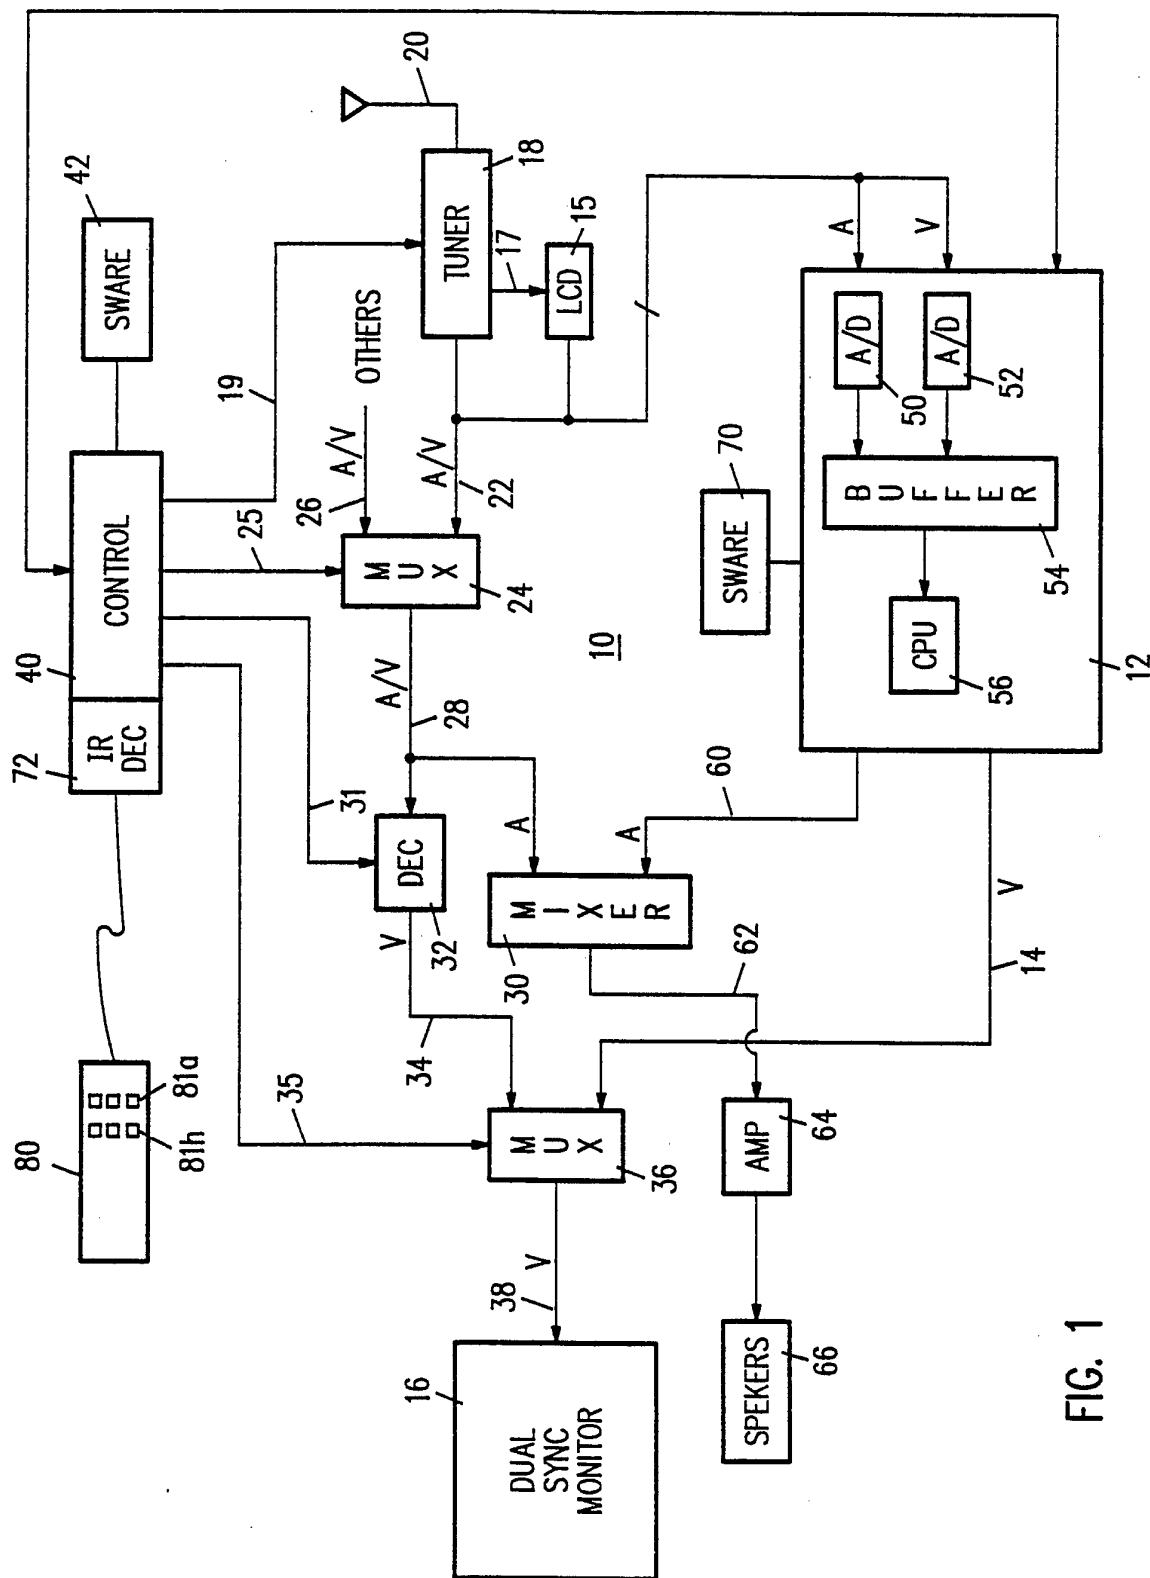 80
81h
81a
72
IR
DEC
40
CONTROL
42
SWARE
35
31
25
19
20
TUNER
18
17
LCD
15
OTHERS
A/V
26
A/V
22
M
U
X
24
A/V
28
DEC
32
V
34
A
A
M
I
X
E
R
30
60
62
M
U
X
36
V
38
16
DUAL
SYNC
MONITOR
AMP
64
SPEKERS
66
14
V
10
SWARE
70
A
V
A/D
50
A/D
52
B
U
F
F
E
R
54
CPU
56
12
FIG. 1